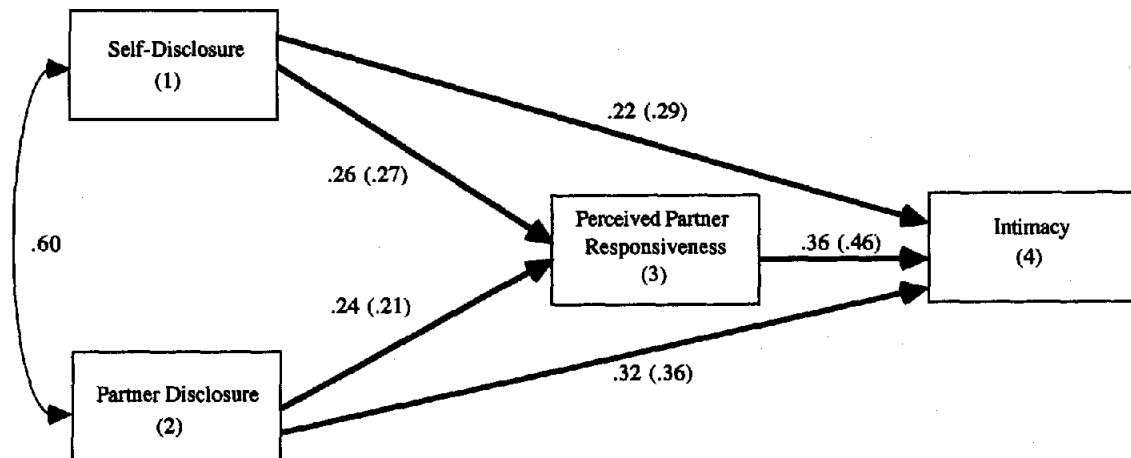 Self-Disclosure
(1)
.22 (.29)
.26 (.27)
Perceived Partner
Responsiveness
(3)
.36 (.46)
Intimacy
(4)
.60
.24 (.21)
.32 (.36)
Partner Disclosure
(2)